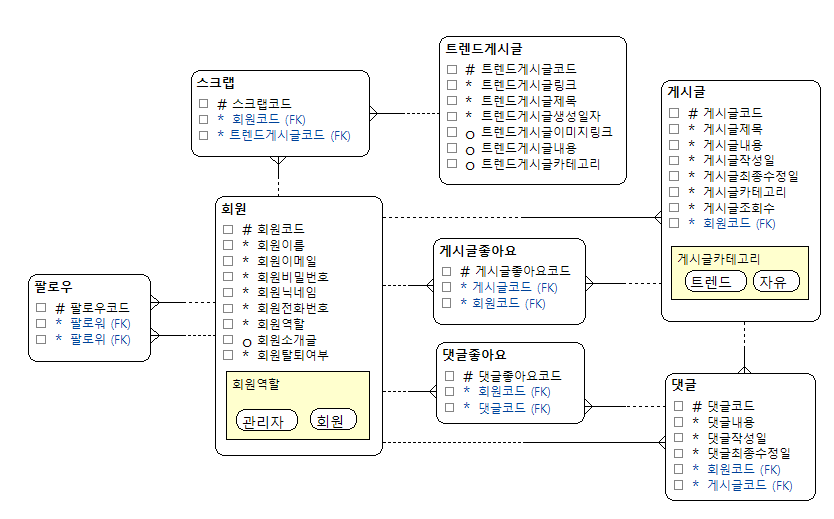 스크랩
# 스크랩코드
* 회원코드 (FK)
* 트렌드게시글코드 (FK)
트렌드게시글
# 트렌드게시글코드
* 트렌드게시글링크
* 트렌드게시글제목
* 트렌드게시글생성일자
o 트렌드게시글이미지링크
o 트렌드게시글내용
o 트렌드게시글카테고리
게시글
# 게시글코드
* 게시글제목
* 게시글내용
* 게시글작성일
* 게시글최종수정일
* 게시글카테고리
* 게시글조회수
* 회원코드 (FK)
게시글카테고리
트렌드
자유
회원
# 회원코드
* 회원이름
* 회원이메일
* 회원비밀번호
* 회원닉네임
* 회원전화번호
* 회원역할
o 회원소개글
* 회원탈퇴여부
회원역할
관리자
회원
게시글좋아요
# 게시글좋아요코드
* 게시글코드 (FK)
* 회원코드 (FK)
팔로우
# 팔로우코드
* 팔로워 (FK)
* 팔로위 (FK)
댓글좋아요
# 댓글좋아요코드
* 회원코드 (FK)
* 댓글코드 (FK)
댓글
# 댓글코드
* 댓글내용
* 댓글작성일
* 댓글최종수정일
* 회원코드 (FK)
* 게시글코드 (FK)